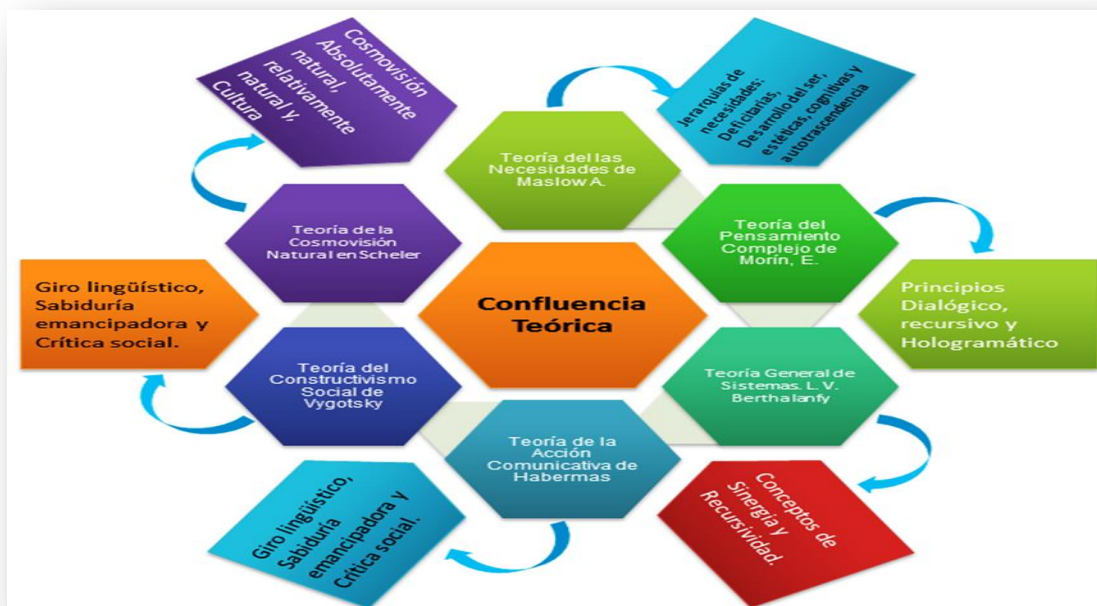 Cosmovisión
Absolutamente
natural,
relativamente
natural y,
Cultura
Jerarquías de
necesidades:
Deficitarias,
Desarrollo del ser,
estéticas, cognitivas y
autotrascendencia
Teoría del las
Necesidades de
Maslow A.
Teoría de la
Cosmovisión
Natural en Scheler
Teoría del
Pensamiento
Complejo de
Morín, E.
Giro lingüístico,
Sabiduría
emancipadora y
Crítica social.
Confluencia
Teórica
Principios
Dialógico,
recursivo y
Hologramático
Teoría del
Constructivismo
Social de
Vygotsky
Teoría General de
Sistemas. L. V.
Berthalanfy
Teoría de la
Acción
Comunicativa de
Habermas
Giro lingüístico,
Sabiduría
emancipadora y
Crítica social.
Conceptos de
Sinergia y
Recursividad.